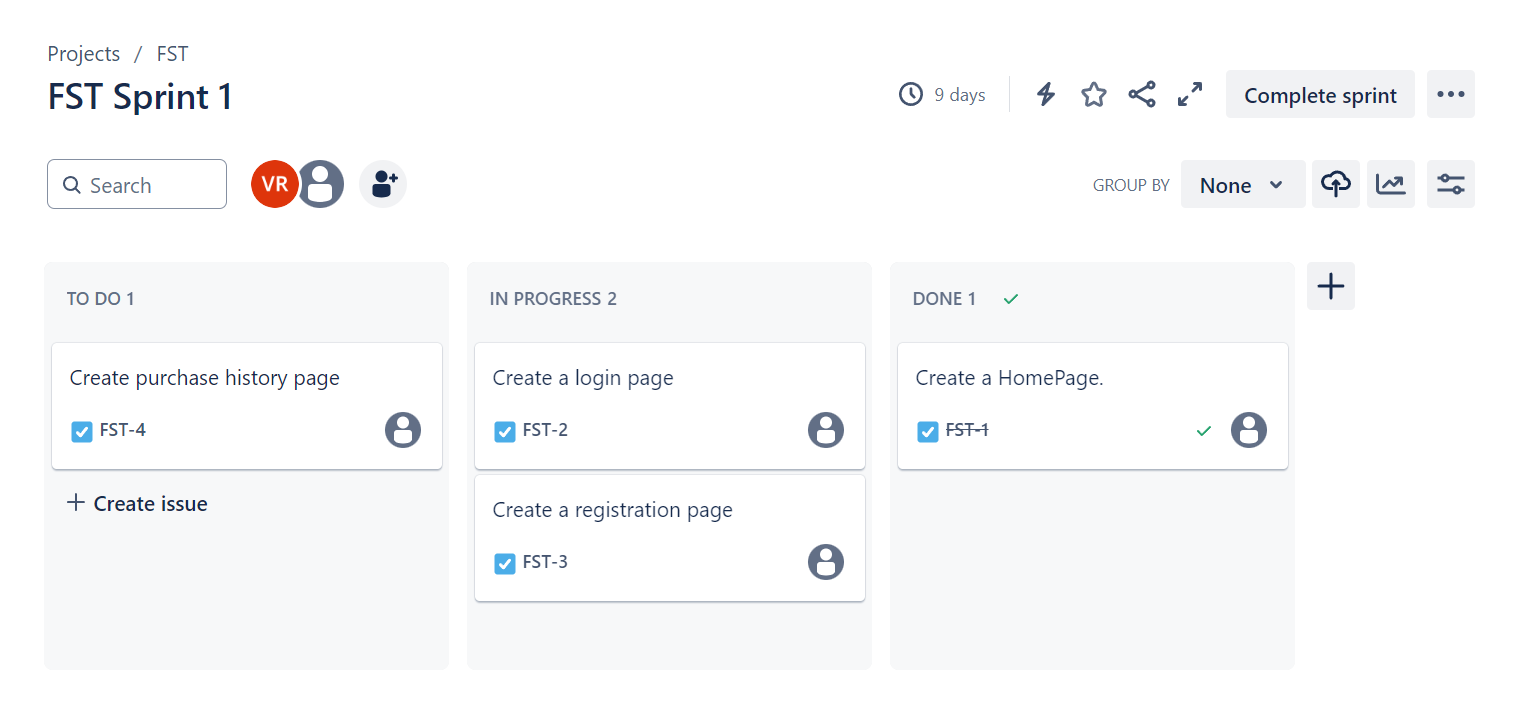 Projects / FST
FST Sprint 1
9 days
Complete sprint
Search
VR
GROUP BY
None
TO DO 1
Create purchase history page
FST-4
Create issue
IN PROGRESS 2
Create a login page
FST-2
Create a registration page
FST-3
DONE 1
Create a HomePage.
FST-1